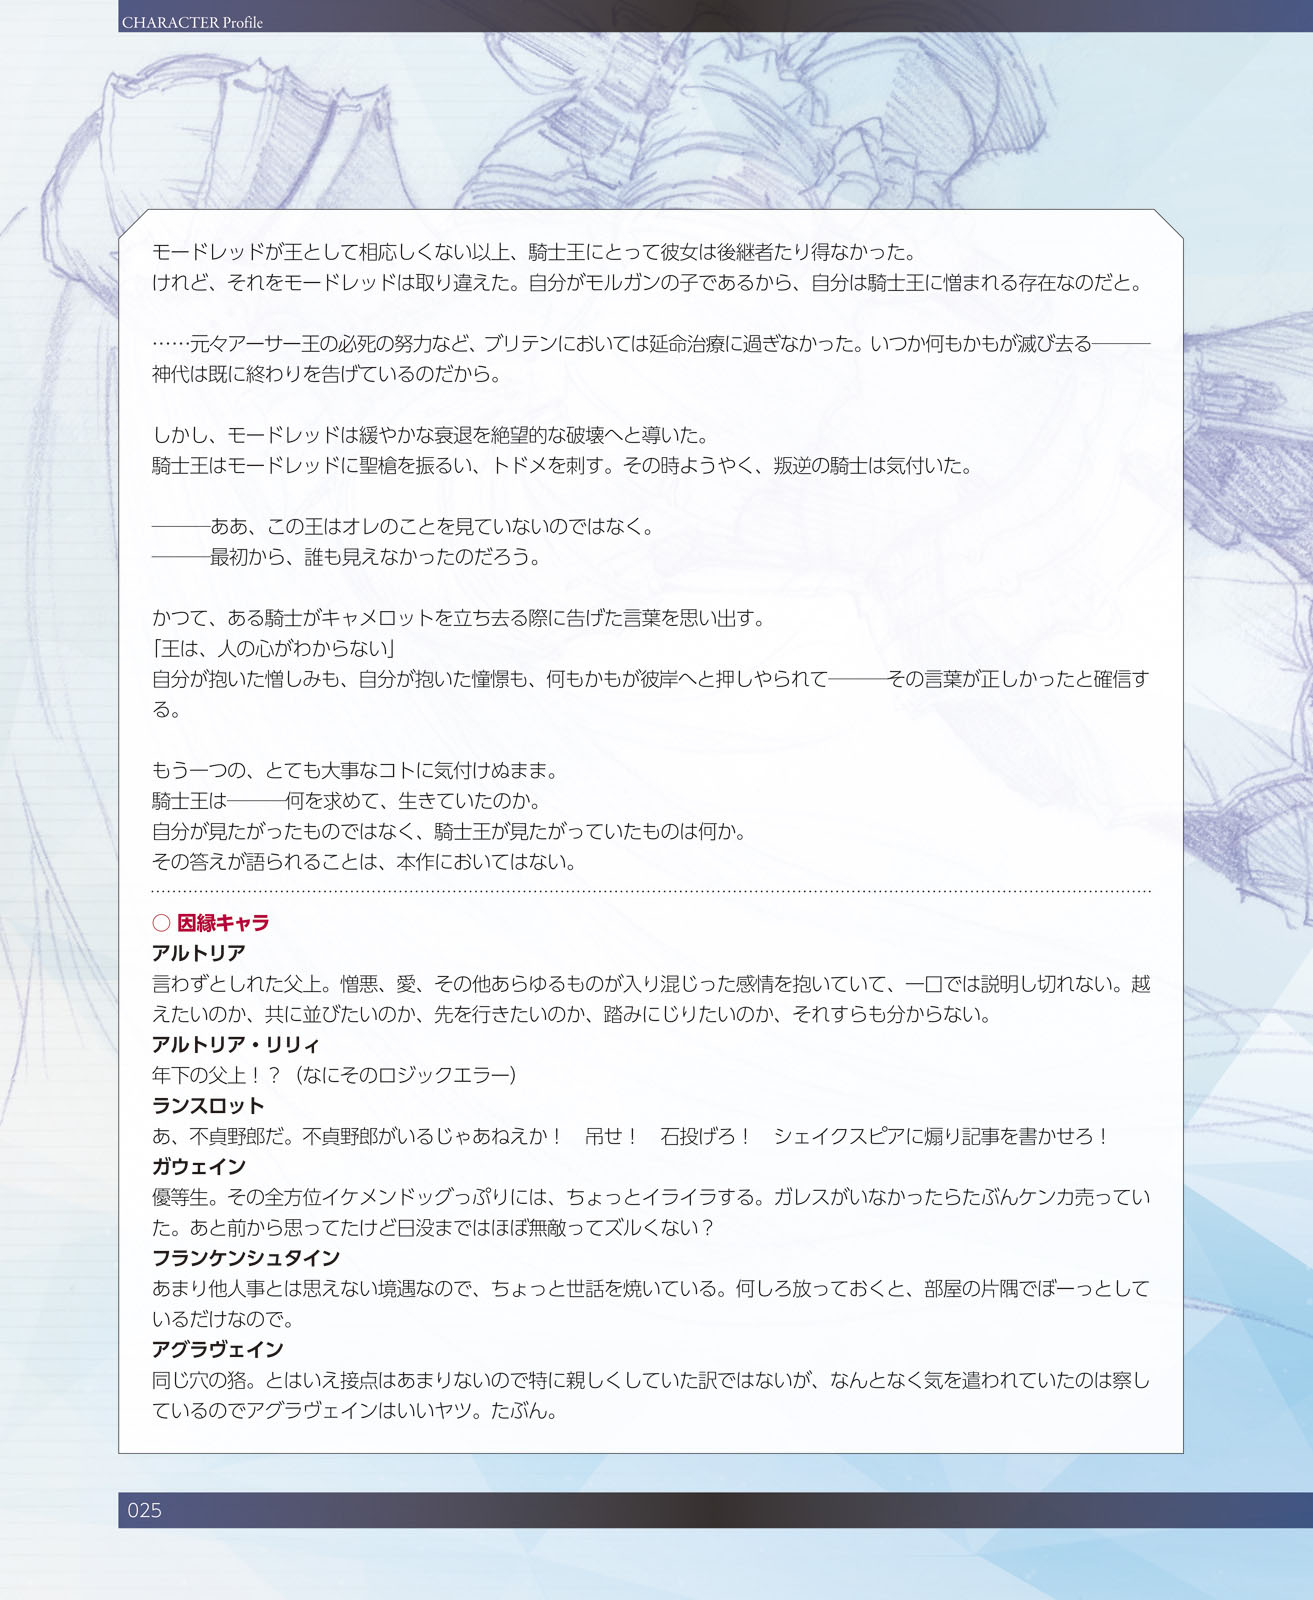 CHARACTER Profile
モードレッドが王として相応しくない以上、騎士王にとって彼女は後継者たり得なかった。
けれど、それをモードレッドは取り違えた。自分がモルガンの子であるから、自分は騎士王に憎まれる存在なのだと。
……元々アーサー王の必死の努力など、ブリテンにおいては延命治療に過ぎなかった。いつか何もかもが滅び去る———
神代は既に終わりを告げているのだから。
しかし、モードレッドは緩やかな衰退を絶望的な破壊へと導いた。
騎士王はモードレッドに聖槍を振るい、トドメを刺す。その時ようやく、叛逆の騎士は気付いた。
———ああ、この王はオレのことを見ていないのではなく。
———最初から、誰も見えなかったのだろう。
かつて、ある騎士がキャメロットを立ち去る際に告げた言葉を思い出す。
「王は、人の心がわからない」
自分が抱いた憎しみも、自分が抱いた憧憬も、何もかもが彼岸へと押しやられて———その言葉が正しかったと確信す
る。
もう一つの、とても大事なコトに気付けぬまま。
騎士王は———何を求めて、生きていたのか。
自分が見たがったものではなく、騎士王が見たがっていたものは何か。
その答えが語られることは、本作においてはない。
○ 因縁キャラ
アルトリア
言わずとしれた父上。憎悪、愛、その他あらゆるものが入り混じった感情を抱いていて、一口では説明し切れない。越
えたいのか、共に並びたいのか、先を行きたいのか、踏みにじりたいのか、それすらも分からない。
アルトリア・リリィ
年下の父上！？（なにそのロジックエラー）
ランスロット
あ、不貞野郎だ。不貞野郎がいるじゃあねえか！　吊せ！　石投げろ！　シェイクスピアに煽り記事を書かせろ！
ガウェイン
優等生。その全方位イケメンドッグっぷりには、ちょっとイライラする。ガレスがいなかったらたぶんケンカ売ってい
た。あと前から思ってたけど日没まではほぼ無敵ってズルくない？
フランケンシュタイン
あまり他人事とは思えない境遇なので、ちょっと世話を焼いている。何しろ放っておくと、部屋の片隅でぼーっとして
いるだけなので。
アグラヴェイン
同じ穴の狢。とはいえ接点はあまりないので特に親しくしていた訳ではないが、なんとなく気を遣われていたのは察し
ているのでアグラヴェインはいいヤツ。たぶん。
025